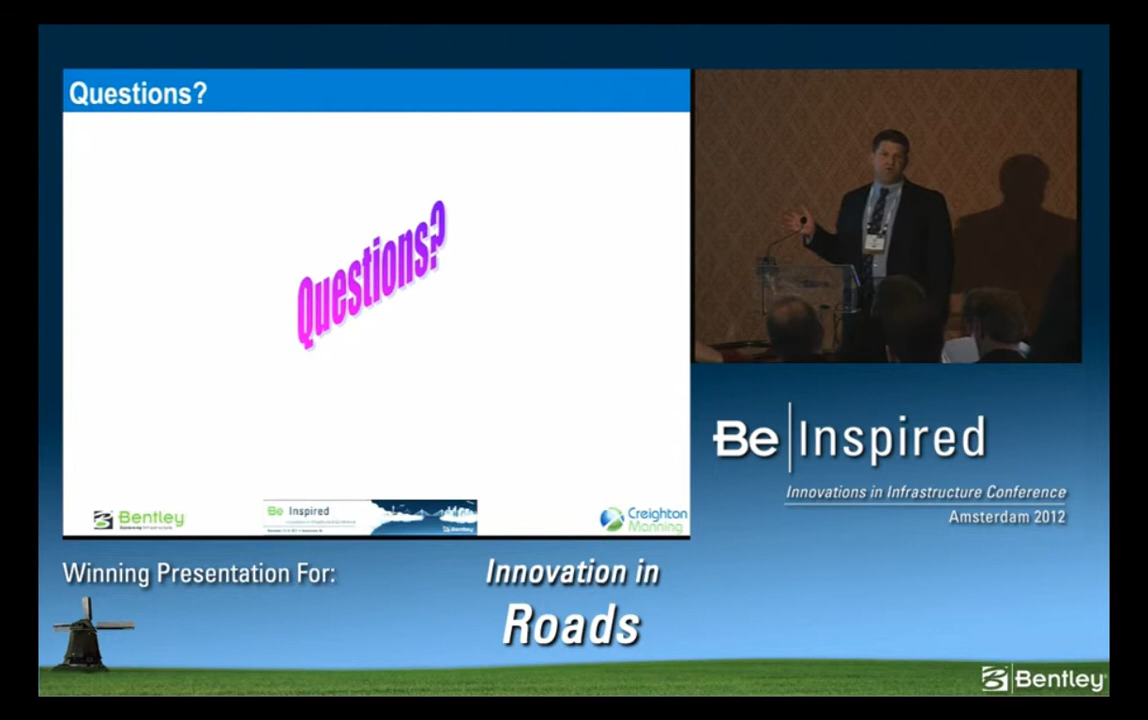 Questions?
Questions?
Bentley
Be Inspired
Bentley
Creighton
Manning
Be Inspired
Innovations in Infrastructure Conference
Amsterdam 2012
Winning Presentation For:
Innovation in
Roads
Bentley